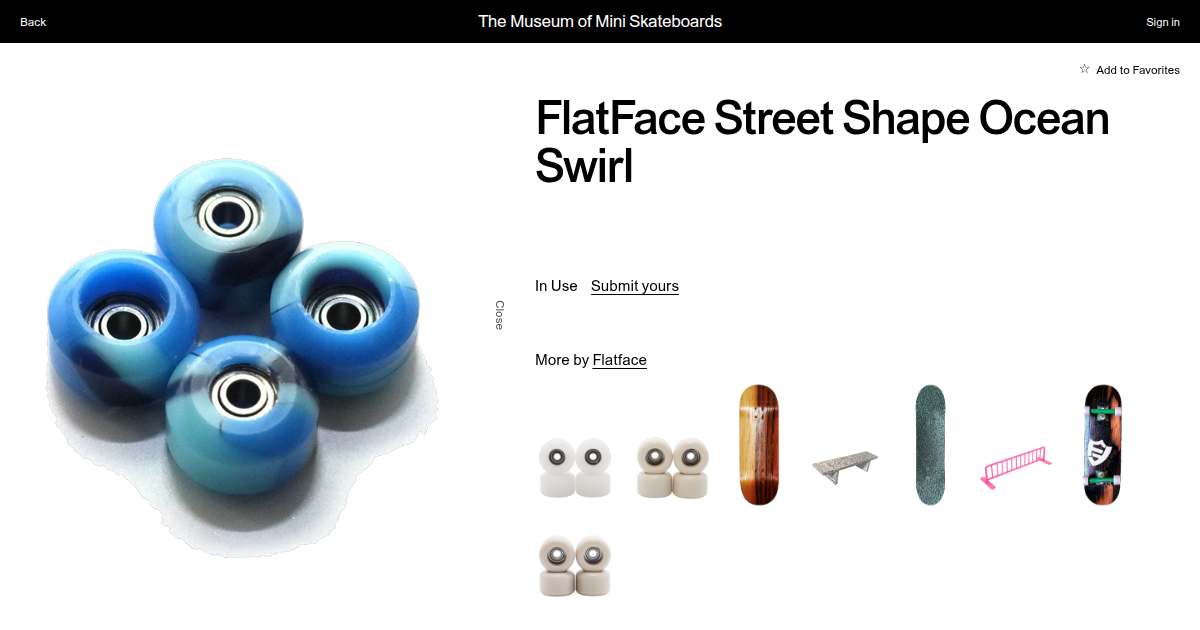 Back
The Museum of Mini Skateboards
Sign in
☆ Add to Favorites
FlatFace Street Shape Ocean
Swirl
In Use Submit yours
Close
More by Flatface